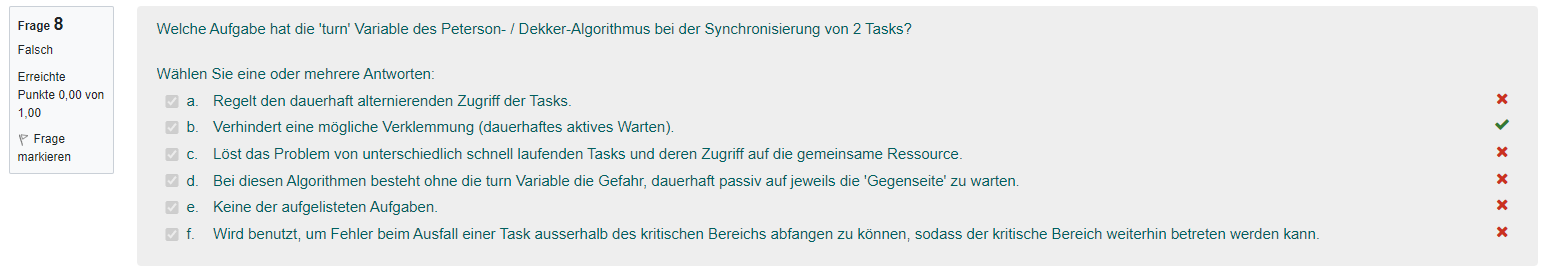 Frage 8
Falsch
Erreichte
Punkte 0,00 von
1,00
Frage
markieren
Welche Aufgabe hat die 'turn' Variable des Peterson- / Dekker-Algorithmus bei der Synchronisierung von 2 Tasks?
Wählen Sie eine oder mehrere Antworten:
a. Regelt den dauerhaft alternierenden Zugriff der Tasks.
b. Verhindert eine mögliche Verklemmung (dauerhaftes aktives Warten).
c. Löst das Problem von unterschiedlich schnell laufenden Tasks und deren Zugriff auf die gemeinsame Ressource.
d. Bei diesen Algorithmen besteht ohne die turn Variable die Gefahr, dauerhaft passiv auf jeweils die 'Gegenseite' zu warten.
e. Keine der aufgelisteten Aufgaben.
f. Wird benutzt, um Fehler beim Ausfall einer Task ausserhalb des kritischen Bereichs abfangen zu können, sodass der kritische Bereich weiterhin betreten werden kann.